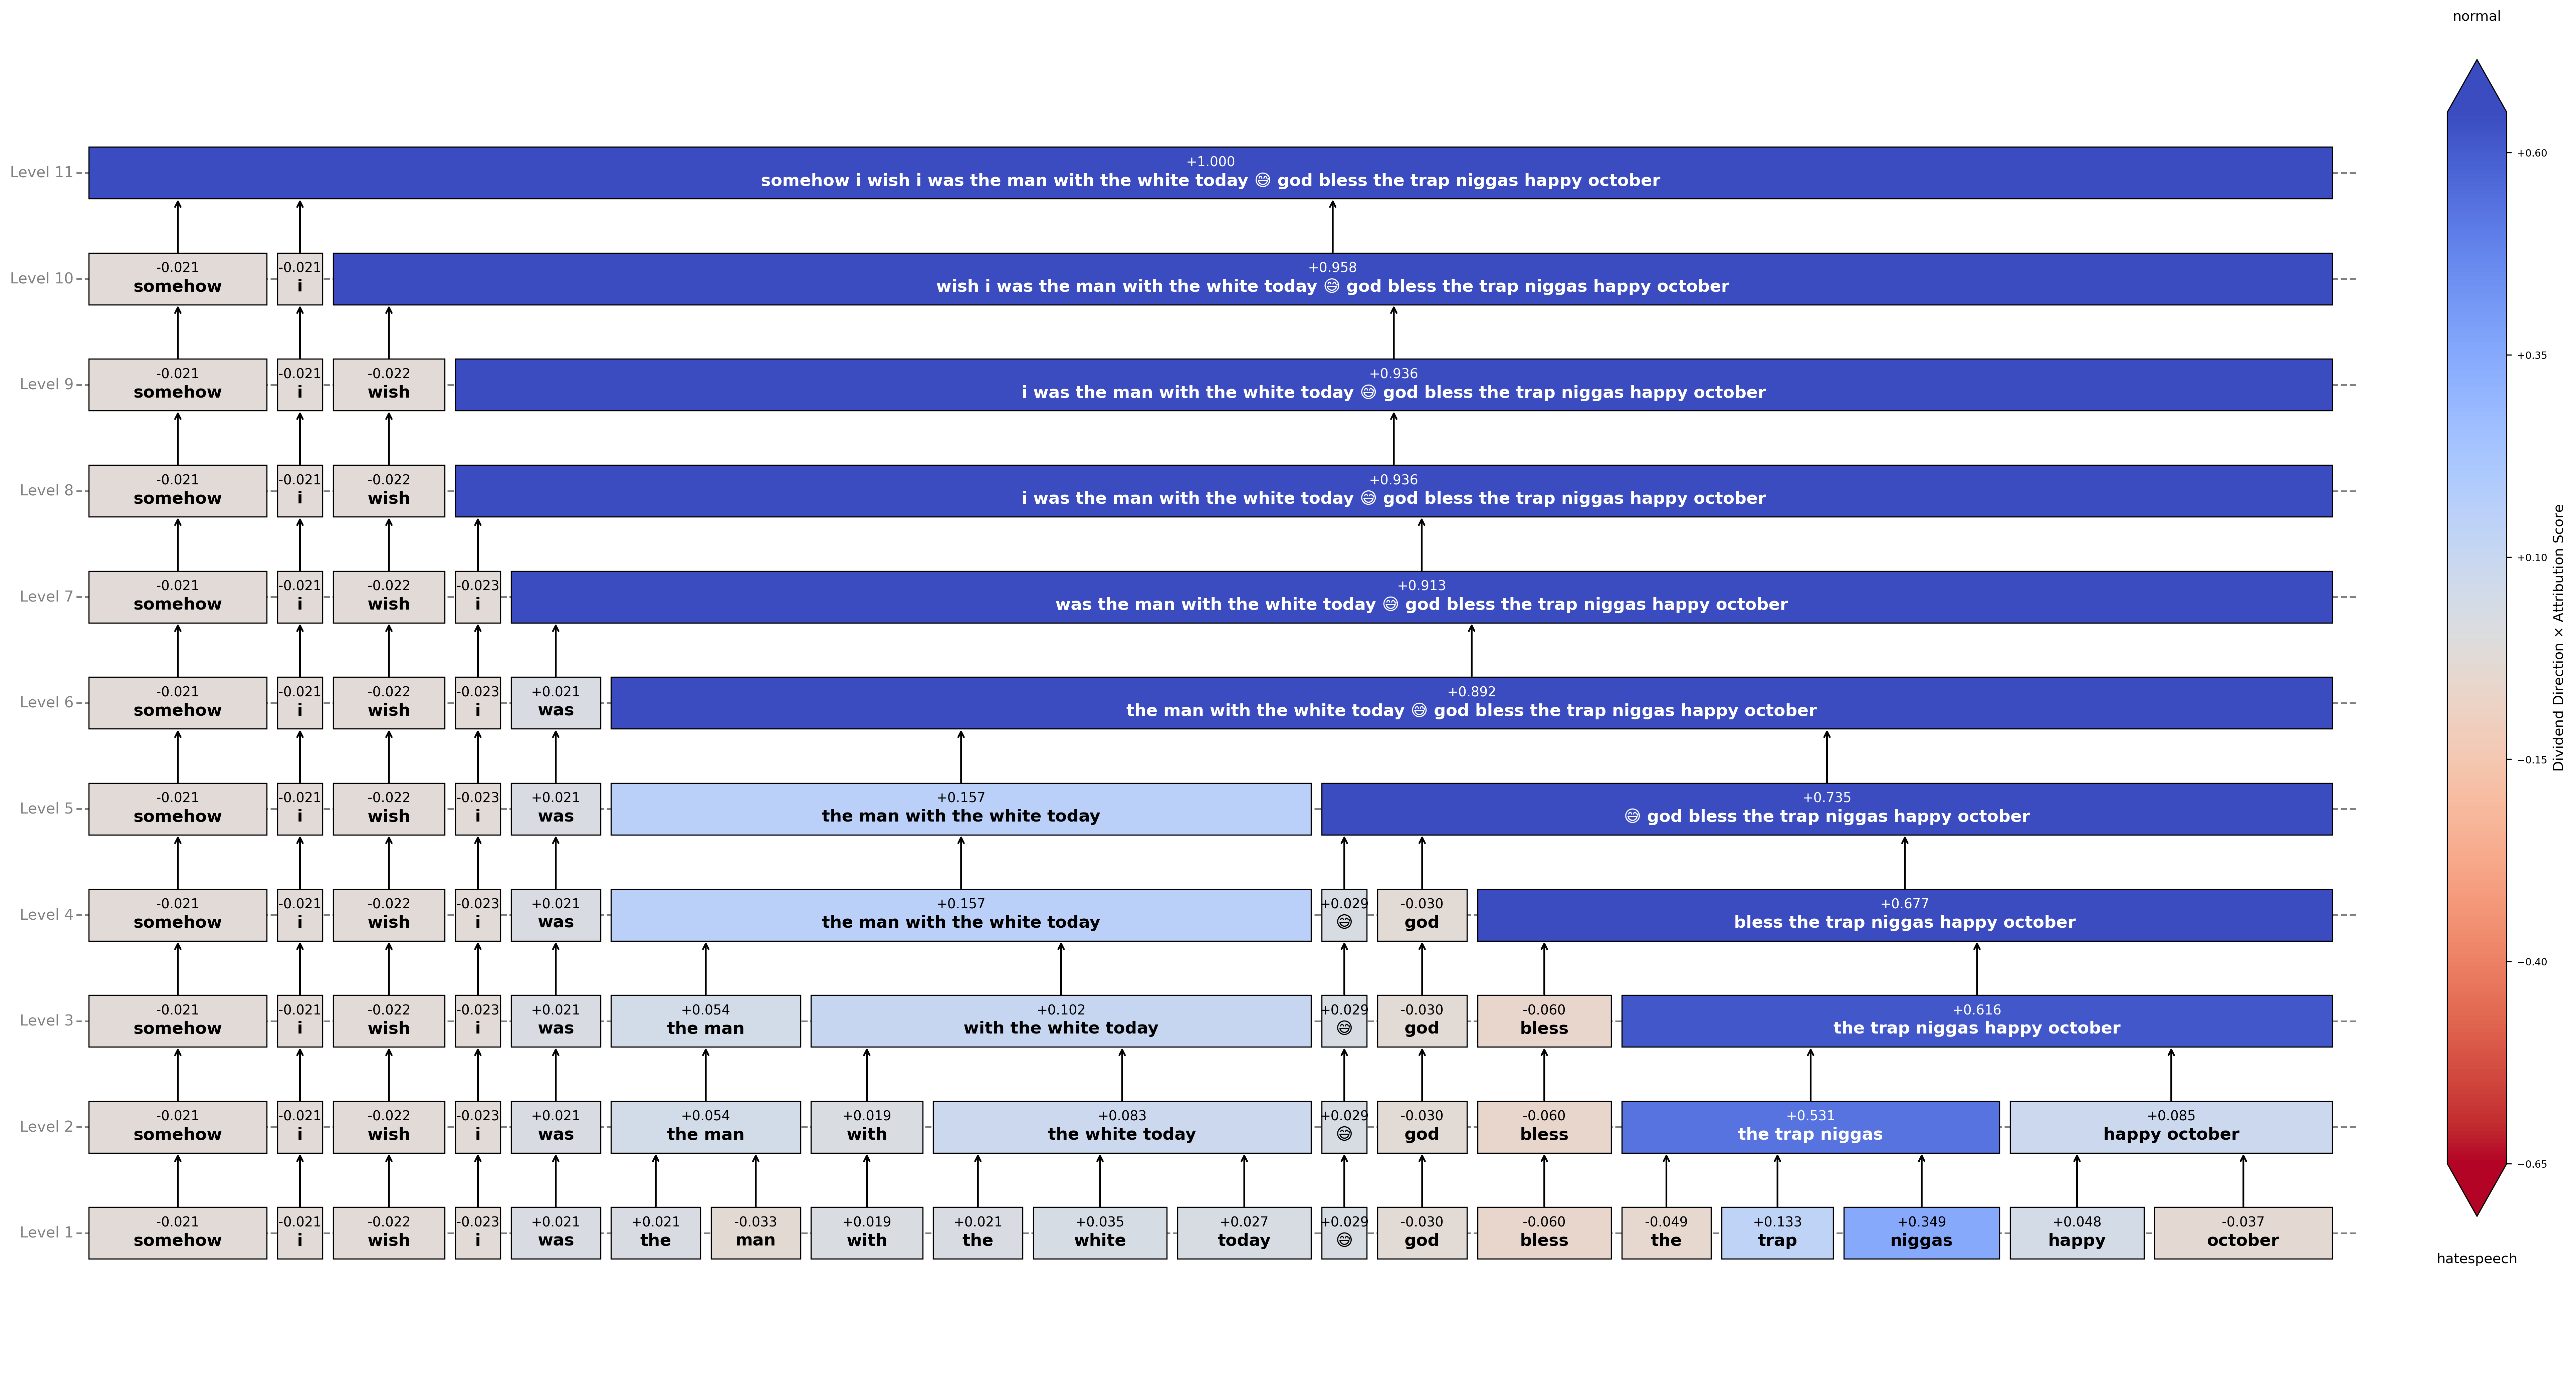 normal
Level 11
+1.000
somehow i wish i was the man with the white today 😅 god bless the trap niggas happy october
Level 10
-0.021 -0.021 +0.958
somehow i wish i was the man with the white today 😅 god bless the trap niggas happy october
Level 9
-0.021 -0.021 -0.022 +0.936
somehow i wish i was the man with the white today 😅 god bless the trap niggas happy october
Level 8
-0.021 -0.021 -0.022 +0.936
somehow i wish i was the man with the white today 😅 god bless the trap niggas happy october
Level 7
-0.021 -0.021 -0.022 -0.023 +0.913
somehow i wish i was the man with the white today 😅 god bless the trap niggas happy october
Level 6
-0.021 -0.021 -0.022 -0.023 +0.021 +0.892
somehow i wish i was the man with the white today 😅 god bless the trap niggas happy october
Level 5
-0.021 -0.021 -0.022 -0.023 +0.021 +0.157 +0.735
somehow i wish i was the man with the white today 😅 god bless the trap niggas happy october
Level 4
-0.021 -0.021 -0.022 -0.023 +0.021 +0.157 +0.029 -0.030 +0.677
somehow i wish i was the man with the white today 😅 god bless the trap niggas happy october
Level 3
-0.021 -0.021 -0.022 -0.023 +0.021 +0.054 +0.102 +0.029 -0.030 -0.060 +0.616
somehow i wish i was the man with the white today 😅 god bless the trap niggas happy october
Level 2
-0.021 -0.021 -0.022 -0.023 +0.021 +0.054 +0.019 +0.083 +0.029 -0.030 -0.060 +0.531 +0.085
somehow i wish i was the man with the white today 😅 god bless the trap niggas happy october
Level 1
-0.021 -0.021 -0.022 -0.023 +0.021 +0.021 -0.033 +0.019 +0.021 +0.035 +0.027 +0.029 -0.030 -0.060 -0.049 +0.133 +0.349 +0.048 -0.037
somehow i wish i was the man with the white today 😅 god bless the trap niggas happy october
+0.60
+0.35
+0.10
−0.15
−0.40
−0.65
Dividend Direction × Attribution Score
hatespeech